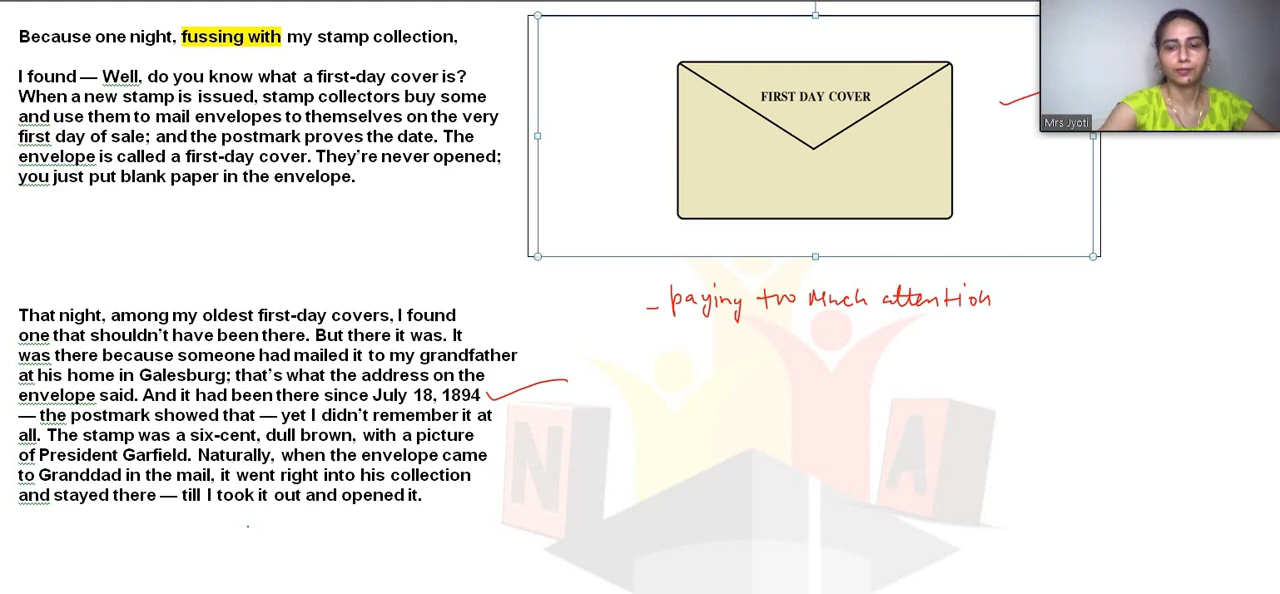 Because one night, fussing with my stamp collection,
I found — Well, do you know what a first-day cover is?
When a new stamp is issued, stamp collectors buy some
and use them to mail envelopes to themselves on the very
first day of sale; and the postmark proves the date. The
envelope is called a first-day cover. They're never opened;
you just put blank paper in the envelope.
FIRST DAY COVER
Mrs Jyoti
- paying too much attention
That night, among my oldest first-day covers, I found
one that shouldn't have been there. But there it was. It
was there because someone had mailed it to my grandfather
at his home in Galesburg; that's what the address on the
envelope said. And it had been there since July 18, 1894
— the postmark showed that — yet I didn't remember it at
all. The stamp was a six-cent, dull brown, with a picture
of President Garfield. Naturally, when the envelope came
to Granddad in the mail, it went right into his collection
and stayed there — till I took it out and opened it.
N
A